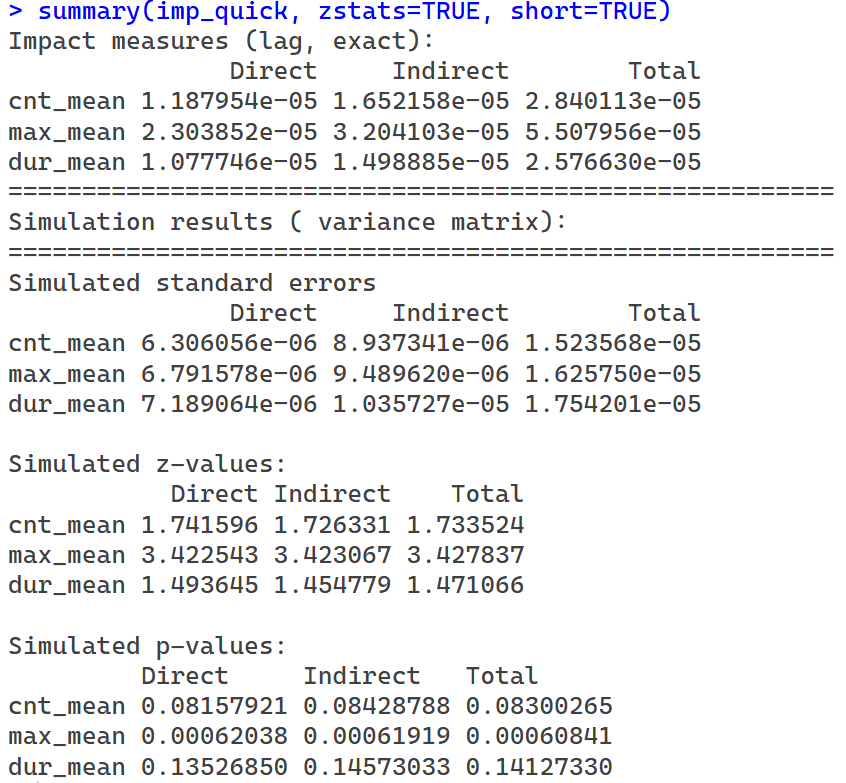 > summary(imp_quick, zstats=TRUE, short=TRUE)
Impact measures (lag, exact):
               Direct     Indirect        Total
cnt_mean 1.187954e-05 1.652158e-05 2.840113e-05
max_mean 2.303852e-05 3.204103e-05 5.507956e-05
dur_mean 1.077746e-05 1.498885e-05 2.576630e-05
========================================================
Simulation results ( variance matrix):
========================================================
Simulated standard errors
               Direct     Indirect        Total
cnt_mean 6.306056e-06 8.937341e-06 1.523568e-05
max_mean 6.791578e-06 9.489620e-06 1.625750e-05
dur_mean 7.189064e-06 1.035727e-05 1.754201e-05

Simulated z-values:
           Direct Indirect    Total
cnt_mean 1.741596 1.726331 1.733524
max_mean 3.422543 3.423067 3.427837
dur_mean 1.493645 1.454779 1.471066

Simulated p-values:
         Direct     Indirect   Total
cnt_mean 0.08157921 0.08428788 0.08300265
max_mean 0.00062038 0.00061919 0.00060841
dur_mean 0.13526850 0.14573033 0.14127330